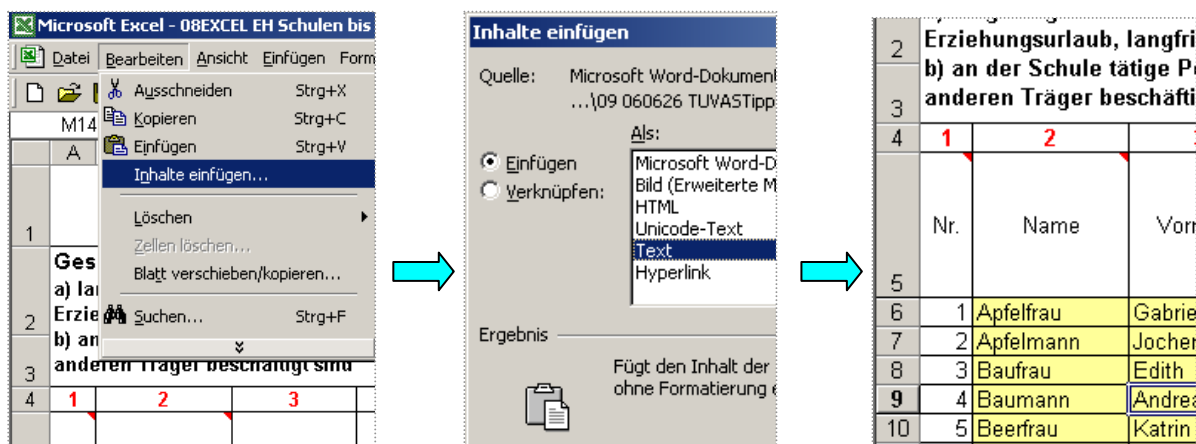 Microsoft Excel - 08EXCEL EH Schulen bis
Datei Bearbeiten Ansicht Einfügen Form
Ausschneiden Strg+X
Kopieren Strg+C
Einfügen Strg+V
Inhalte einfügen...
Löschen
Zellen löschen...
Blatt verschieben/kopieren...
Suchen... Strg+F
M14
A
1
Ges
a) la
2 Erzie
b) an
3 anderen Träger beschäftigt sind
4 1 2 3
Inhalte einfügen
Quelle: Microsoft Word-Dokument
...\09 060626 TUVASTipp
Als:
Einfügen
Verknüpfen:
Microsoft Word-D
Bild (Erweiterte M
HTML
Unicode-Text
Text
Hyperlink
Ergebnis
Fügt den Inhalt der
ohne Formatierung e
2 Erziehungsurlaub, langfri
b) an der Schule tätige P
3 anderen Träger beschäfti
4 1 2
5 Nr. Name Vorn
6 1 Apfelfrau Gabrie
7 2 Apfelmann Jochen
8 3 Baufrau Edith
9 4 Baumann Andrea
10 5 Beerfrau Katrin